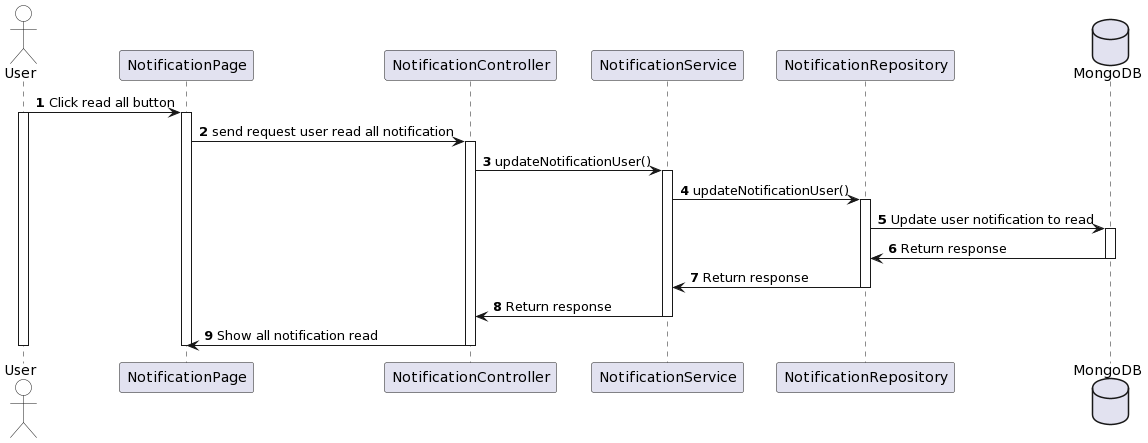 User
NotificationPage
NotificationController
NotificationService
NotificationRepository
MongoDB
1 Click read all button
2 send request user read all notification
3 updateNotificationUser()
4 updateNotificationUser()
5 Update user notification to read
6 Return response
7 Return response
8 Return response
9 Show all notification read
User
NotificationPage
NotificationController
NotificationService
NotificationRepository
MongoDB